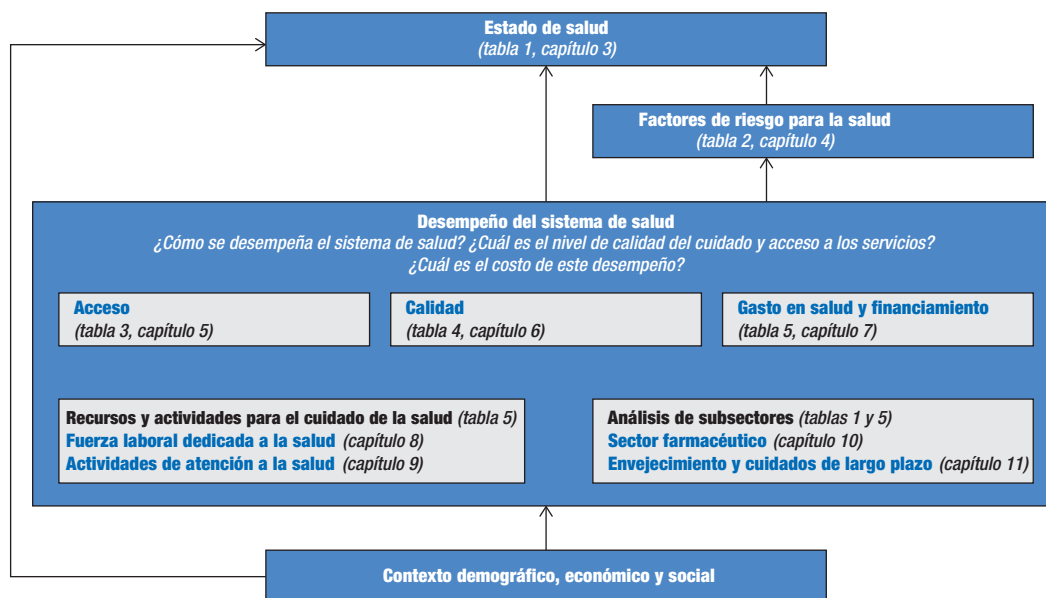 Estado de salud
(tabla 1, capítulo 3)
Factores de riesgo para la salud
(tabla 2, capítulo 4)
Desempeño del sistema de salud
¿Cómo se desempeña el sistema de salud? ¿Cuál es el nivel de calidad del cuidado y acceso a los servicios?
¿Cuál es el costo de este desempeño?
Acceso
(tabla 3, capítulo 5)
Calidad
(tabla 4, capítulo 6)
Gasto en salud y financiamiento
(tabla 5, capítulo 7)
Recursos y actividades para el cuidado de la salud (tabla 5)
Fuerza laboral dedicada a la salud (capítulo 8)
Actividades de atención a la salud (capítulo 9)
Análisis de subsectores (tablas 1 y 5)
Sector farmacéutico (capítulo 10)
Envejecimiento y cuidados de largo plazo (capítulo 11)
Contexto demográfico, económico y social